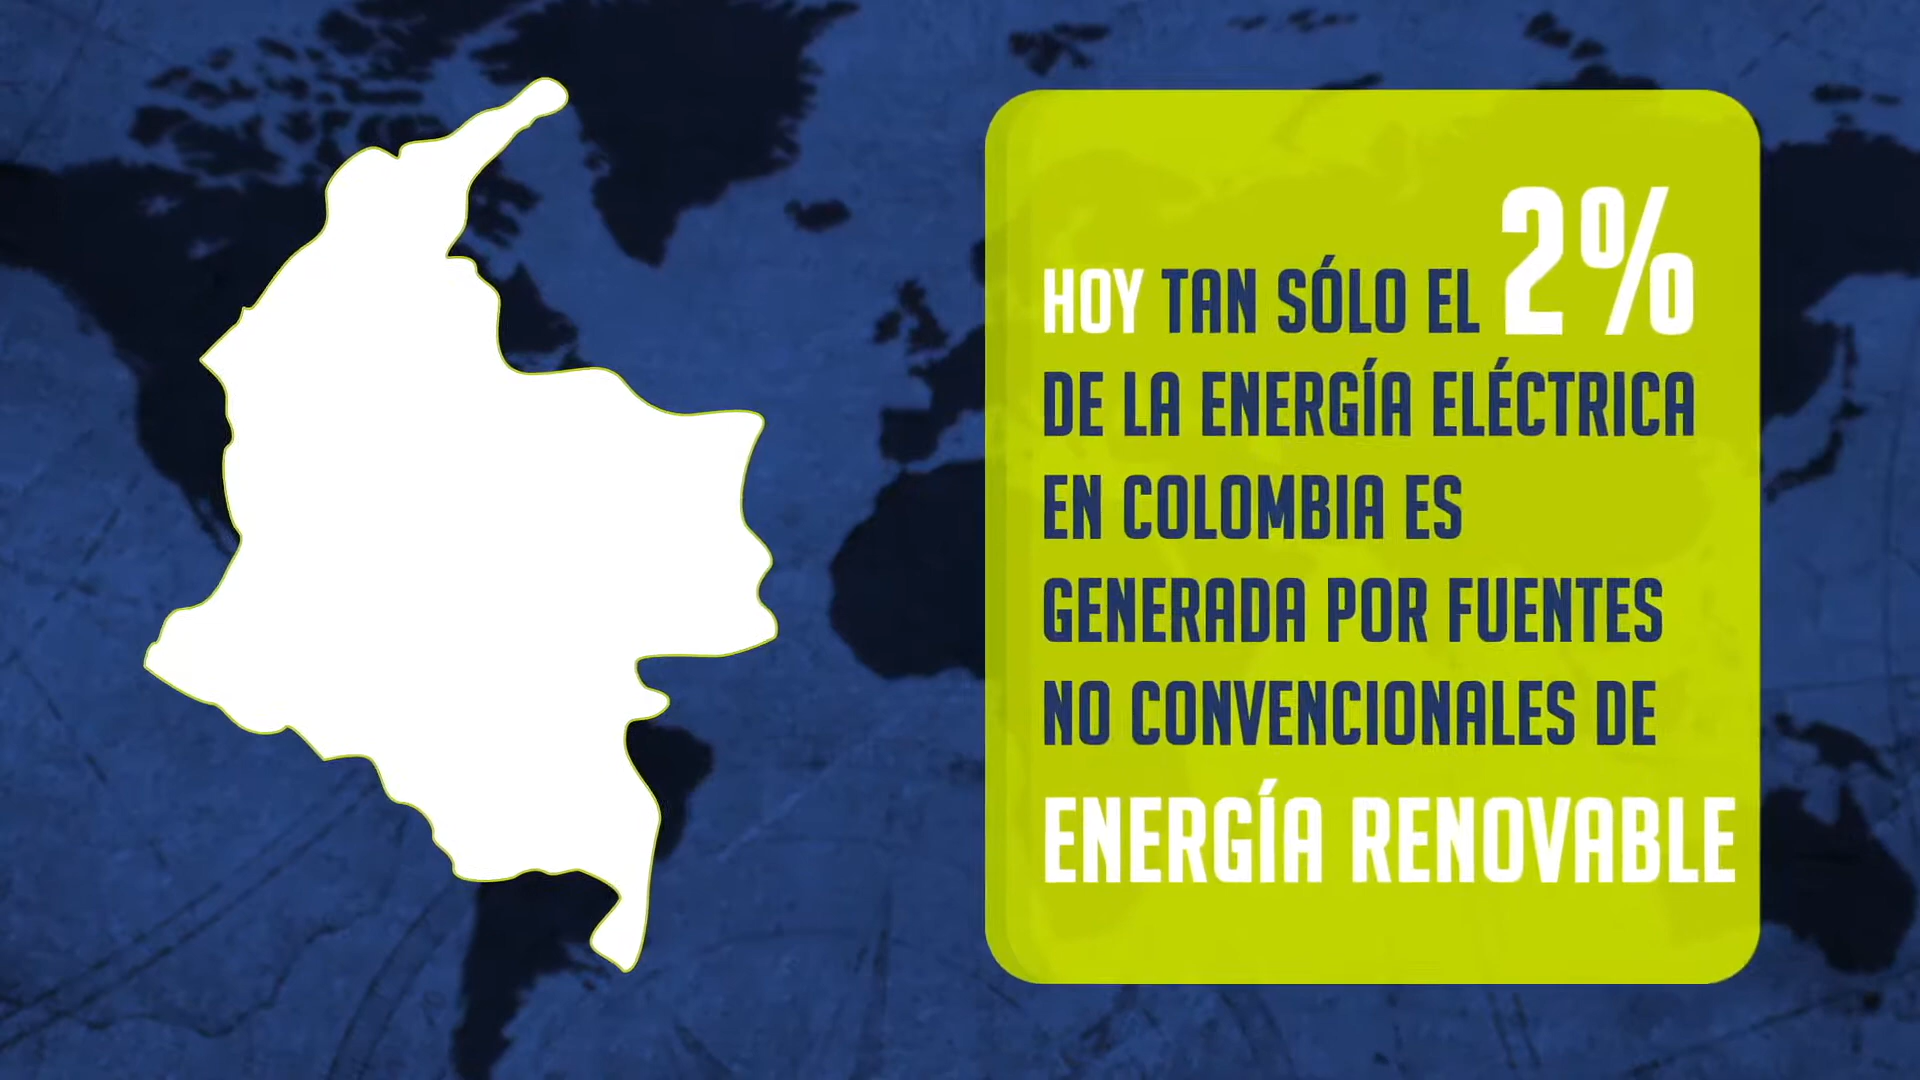 HOY TAN SÓLO EL 2%
DE LA ENERGÍA ELÉCTRICA
EN COLOMBIA ES
GENERADA POR FUENTES
NO CONVENCIONALES DE
ENERGÍA RENOVABLE